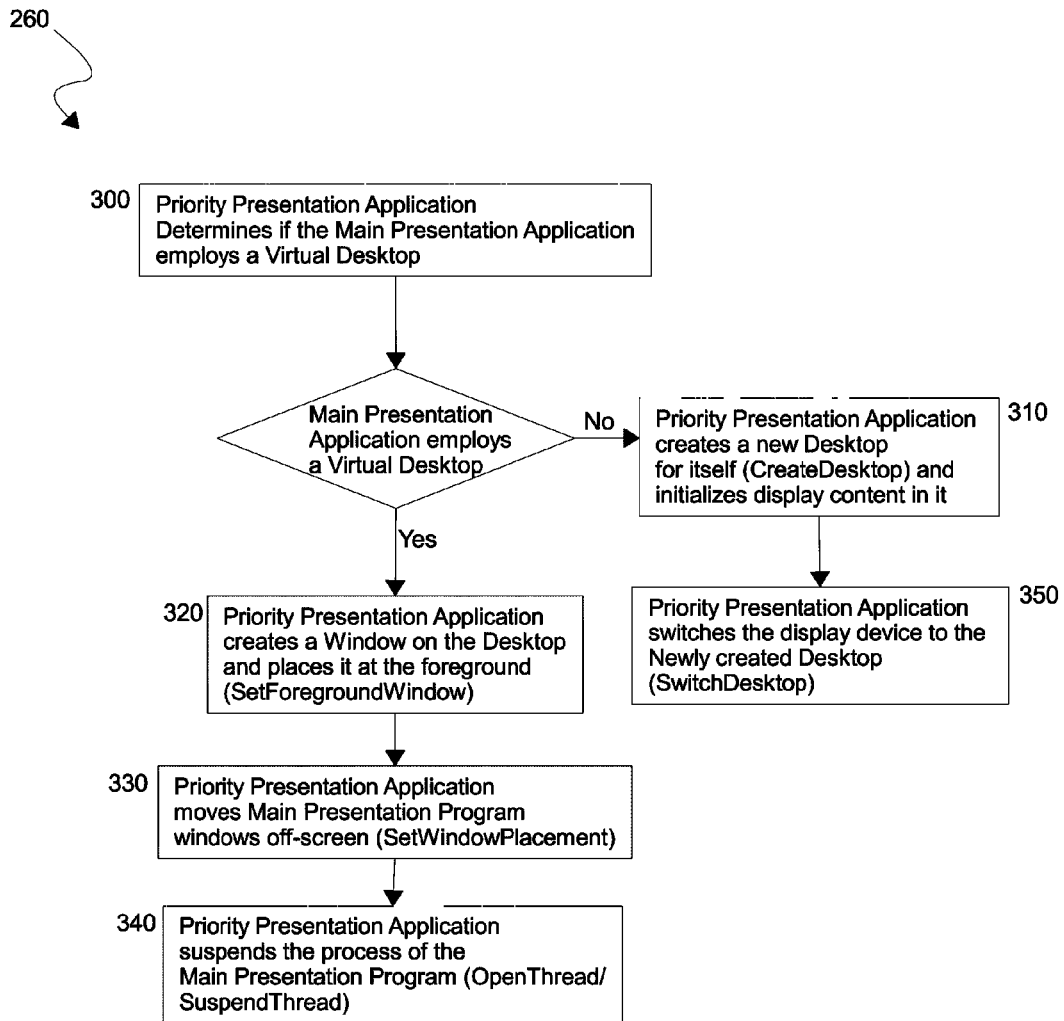 260
300
Priority Presentation Application
Determines if the Main Presentation Application
employs a Virtual Desktop
Main Presentation
Application employs
a Virtual Desktop
No
Yes
310
Priority Presentation Application
creates a new Desktop
for itself (CreateDesktop) and
initializes display content in it
350
Priority Presentation Application
switches the display device to the
Newly created Desktop
(SwitchDesktop)
320
Priority Presentation Application
creates a Window on the Desktop
and places it at the foreground
(SetForegroundWindow)
330
Priority Presentation Application
moves Main Presentation Program
windows off-screen (SetWindowPlacement)
340
Priority Presentation Application
suspends the process of the
Main Presentation Program (OpenThread/
SuspendThread)